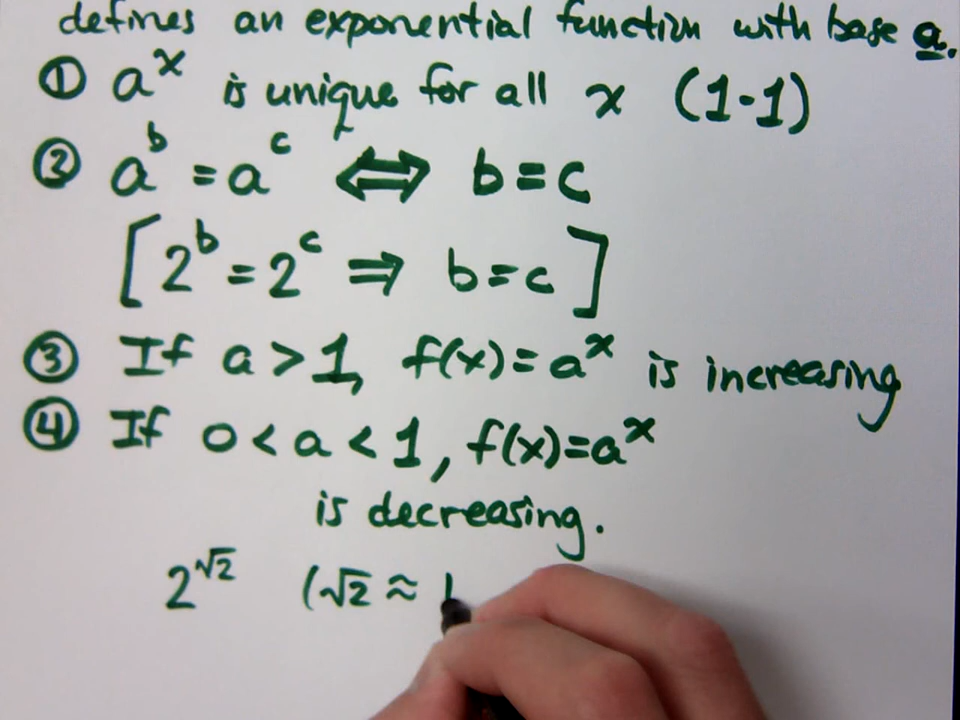 defines an exponential function with base a.
① a^x is unique for all x (1-1)
② a^b = a^c ⟺ b = c
[2^b = 2^c ⇒ b = c]
③ If a > 1, f(x) = a^x is increasing
④ If 0 < a < 1, f(x) = a^x
is decreasing.
2^√2 (√2 ≈ 1